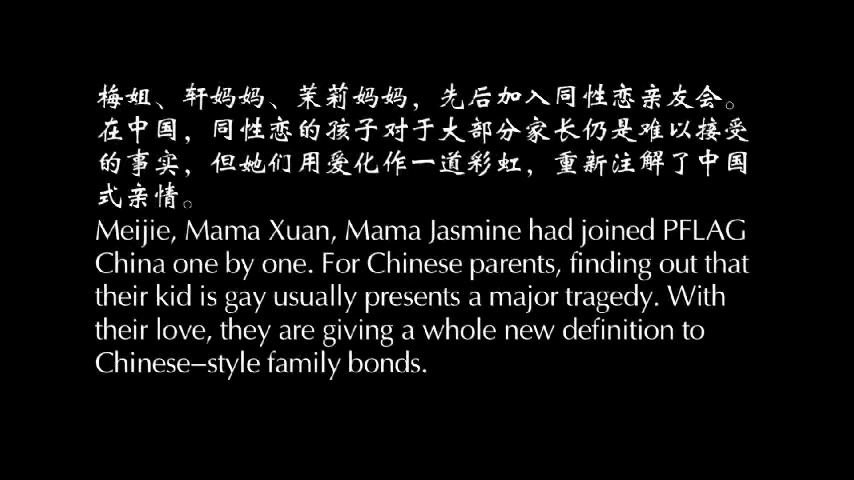 梅姐、轩妈妈、茉莉妈妈，先后加入同性恋亲友会。
在中国，同性恋的孩子对于大部分家长仍是难以接受
的事实，但她们用爱化作一道彩虹，重新注解了中国
式亲情。
Meijie, Mama Xuan, Mama Jasmine had joined PFLAG
China one by one. For Chinese parents, finding out that
their kid is gay usually presents a major tragedy. With
their love, they are giving a whole new definition to
Chinese–style family bonds.